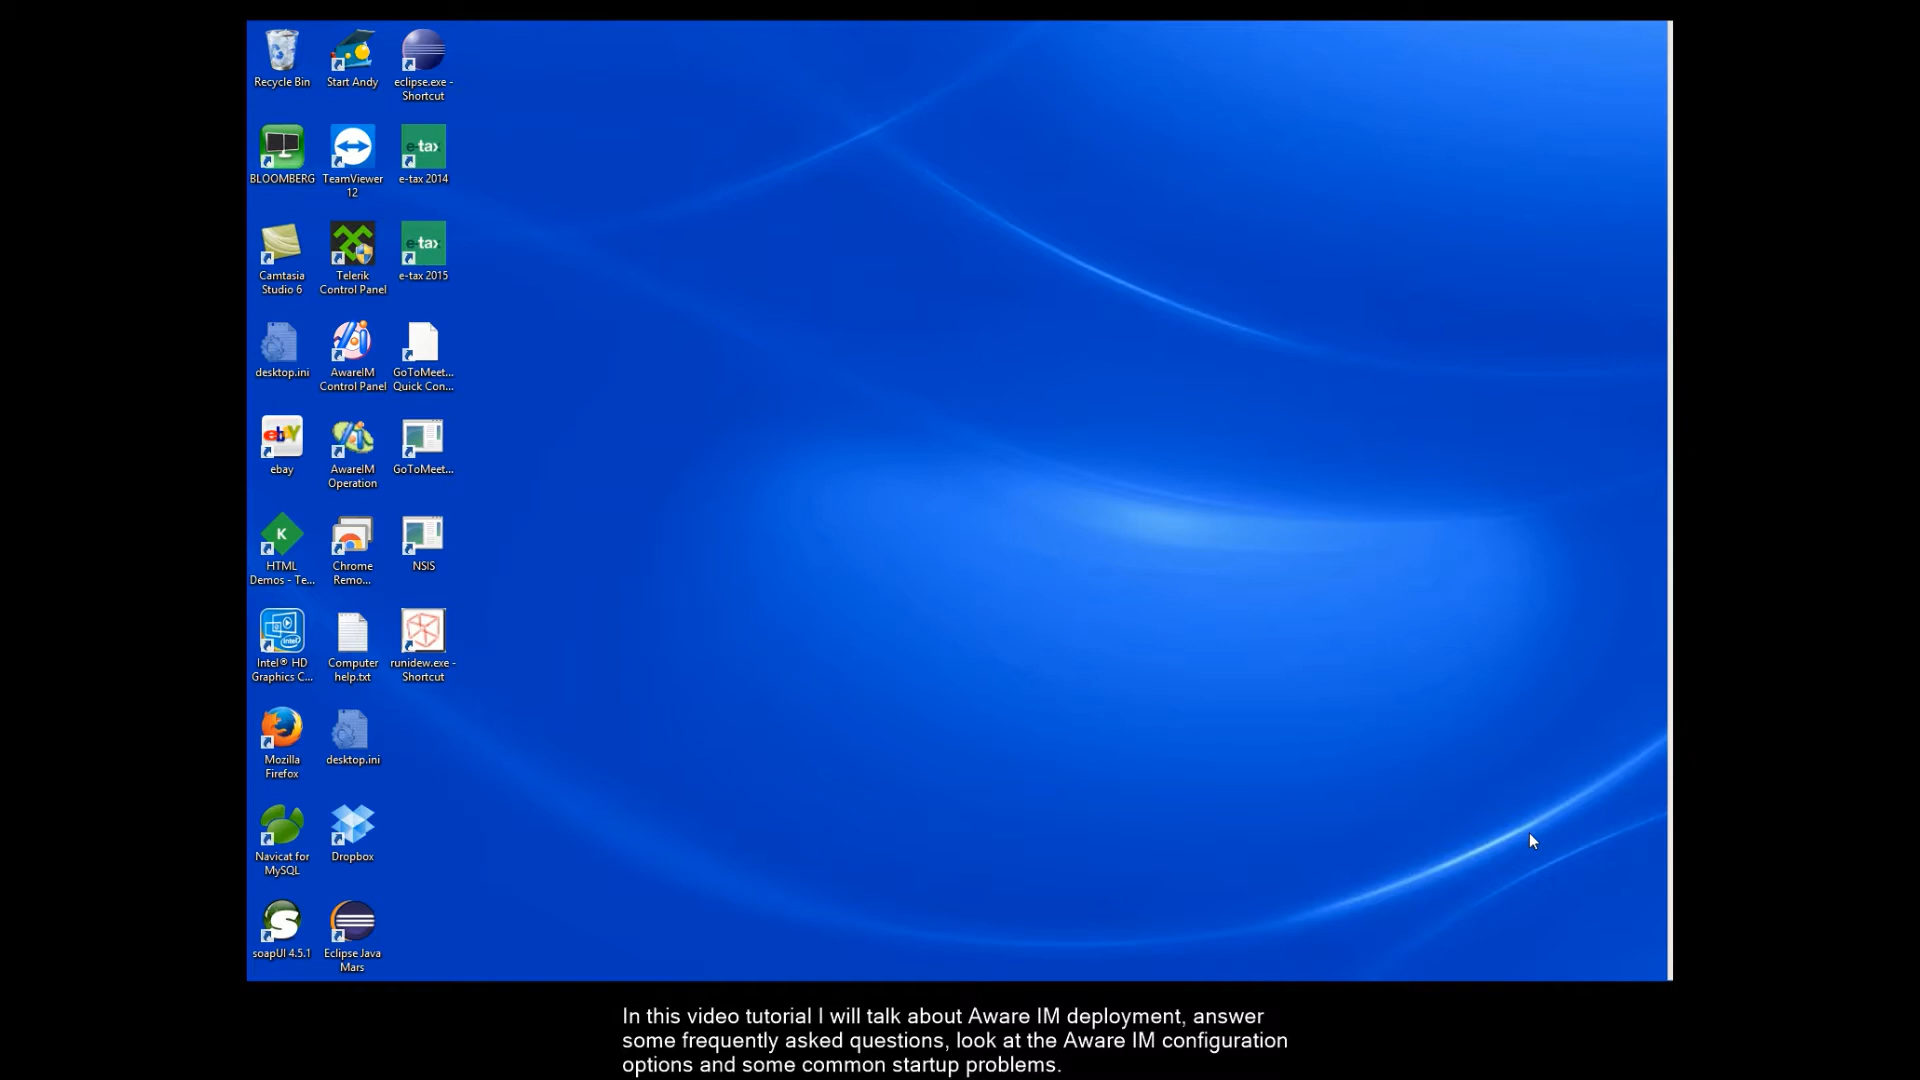 Recycle Bin
Start Andy
eclipse.exe -
Shortcut
BLOOMBERG
TeamViewer
12
e-tax
e-tax 2014
Camtasia
Studio 6
Telerik
Control Panel
e-tax
e-tax 2015
desktop.ini
AwareIM
Control Panel
GoToMeet...
Quick Con...
ebY
ebay
AwareIM
Operation
GoToMeet...
K
HTML
Demos - Te...
Chrome
Remo...
NSIS
intel
Intel® HD
Graphics C...
Computer
help.txt
runidew.exe -
Shortcut
Mozilla
Firefox
desktop.ini
Navicat for
MySQL
Dropbox
S
soapUI 4.5.1
Eclipse Java
Mars
In this video tutorial I will talk about Aware IM deployment, answer
some frequently asked questions, look at the Aware IM configuration
options and some common startup problems.